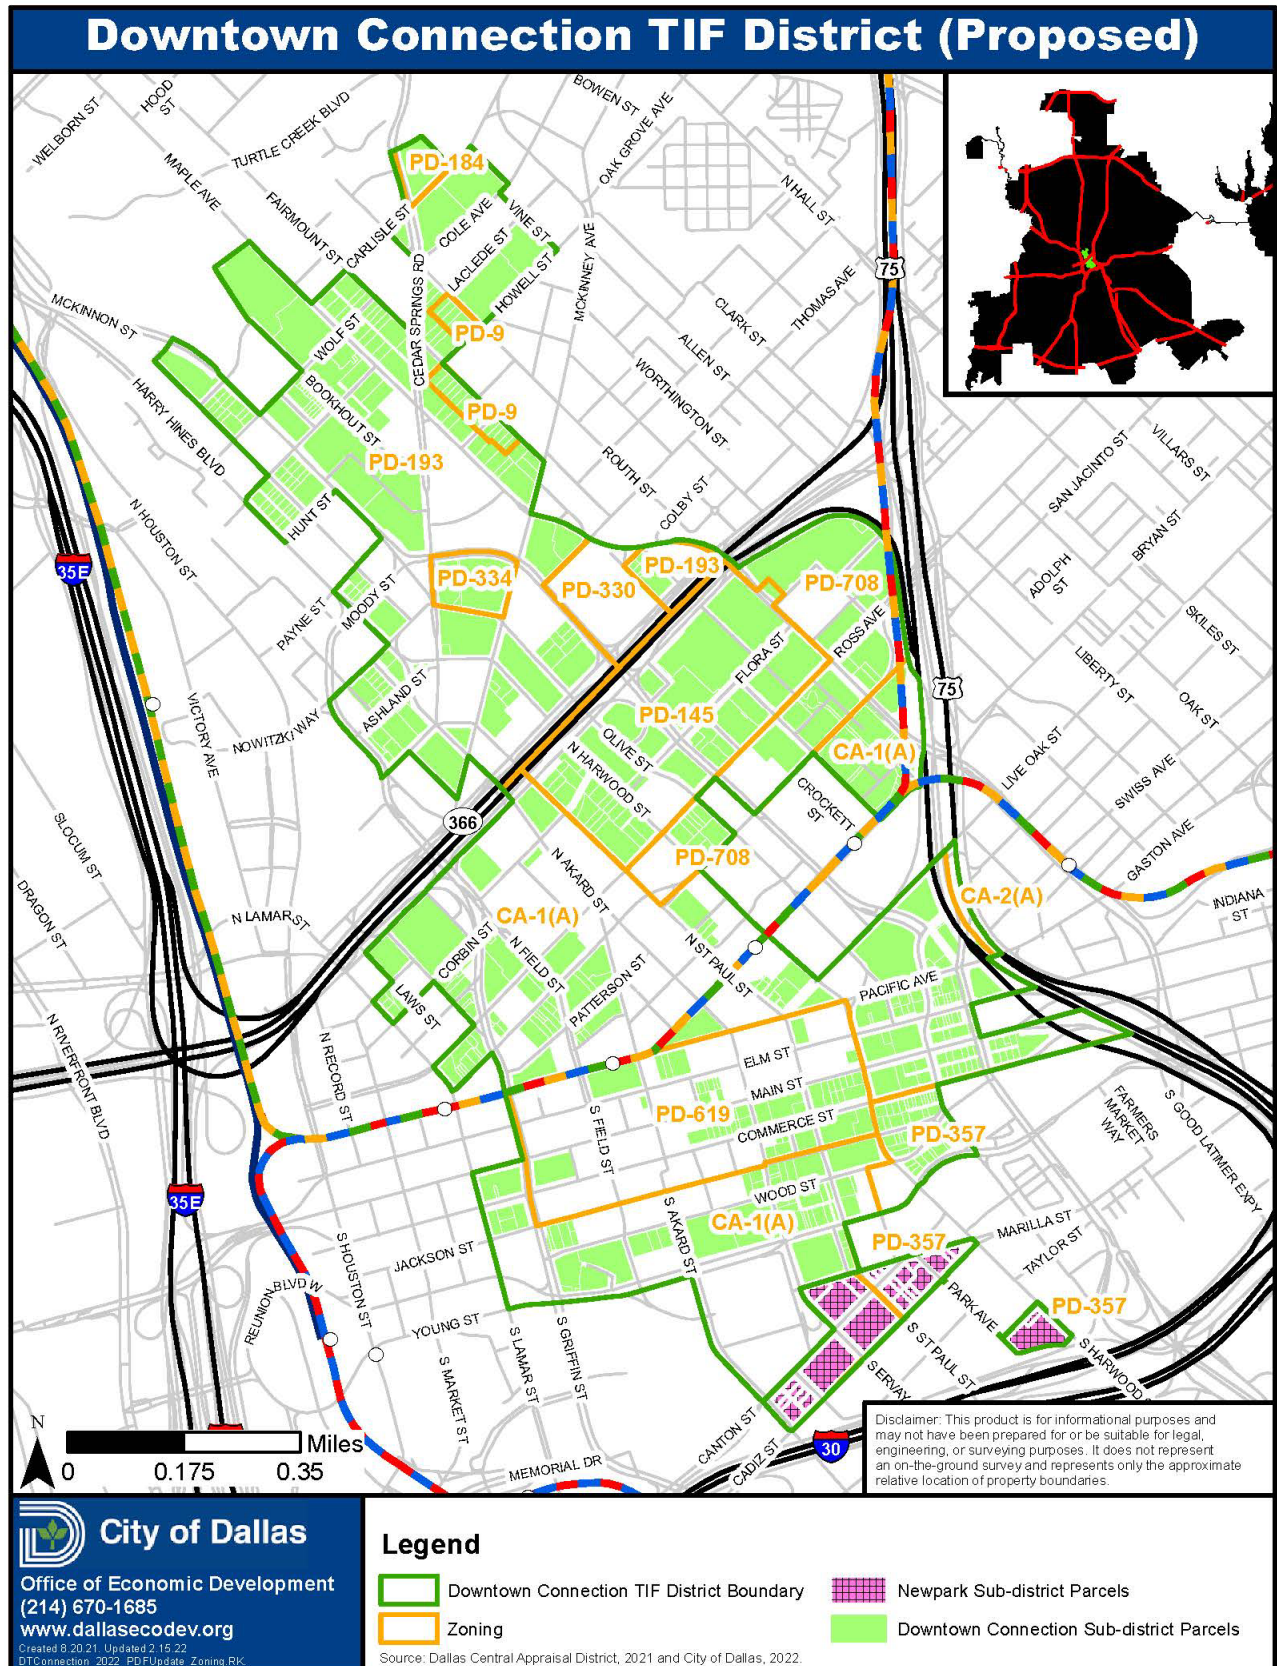 Downtown Connection TIF District (Proposed)
WELBORN ST
HOOD
ST
TURTLE CREEK BLVD
BOWEN ST
OAK GROVE AVE
MAPLE AVE
FAIRMOUNT ST
CARLISLE ST
PD-184
COLE AVE
VINE ST
LACLEDE ST
HOWELL ST
MCKINNEY AVE
N HALL ST
75
THOMAS AVE
CLARK ST
ALLEN ST
WORTHINGTON ST
MCKINNON ST
WOLF ST
CEDAR SPRINGS RD
PD-9
PD-9
BOOKHOUT ST
HARRY HINES BLVD
PD-193
HUNT ST
N HOUSTON ST
ROUTH ST
COLBY ST
SAN JACINTO ST
VILLARS ST
BRYAN ST
ADOLPH
ST
SKILES ST
LIBERTY ST
OAK ST
35E
PAYNE ST
MOODY ST
PD-334
PD-330
PD-193
PD-708
ROSS AVE
FLORA ST
75
ASHLAND ST
VICTORY AVE
NOWITZKI WAY
PD-145
OLIVE ST
N HARWOOD ST
CA-1(A)
CROCKETT
ST
LIVE OAK ST
SWISS AVE
GASTON AVE
INDIANA
ST
366
SLOCUM ST
DRAGON ST
N LAMAR ST
N AKARD ST
PD-708
CA-2(A)
CA-1(A)
CORBIN ST
N FIELD ST
PATTERSON ST
N ST PAUL ST
PACIFIC AVE
LAWS ST
N RIVERFRONT BLVD
N RECORD ST
ELM ST
MAIN ST
COMMERCE ST
PD-619
PD-357
FARMERS
MARKET
WAY
S GOOD LATIMER EXPY
S FIELD ST
WOOD ST
S AKARD ST
CA-1(A)
PD-357
MARILLA ST
TAYLOR ST
35E
S HOUSTON ST
JACKSON ST
REUNION BLVD W
YOUNG ST
S MARKET ST
S LAMAR ST
S GRIFFIN ST
PARK AVE
PD-357
S ST PAUL ST
S HARWOOD
S ERVAY
CANTON ST
CADIZ ST
30
MEMORIAL DR
N
Miles
0 0.175 0.35
Disclaimer: This product is for informational purposes and
may not have been prepared for or be suitable for legal,
engineering, or surveying purposes. It does not represent
an on-the-ground survey and represents only the approximate
relative location of property boundaries.
City of Dallas
Office of Economic Development
(214) 670-1685
www.dallasecodev.org
Created 8.20.21. Updated 2.15.22
DTConnection_2022_PDFUpdate_Zoning.RK.
Legend
Downtown Connection TIF District Boundary
Zoning
Newpark Sub-district Parcels
Downtown Connection Sub-district Parcels
Source: Dallas Central Appraisal District, 2021 and City of Dallas, 2022.